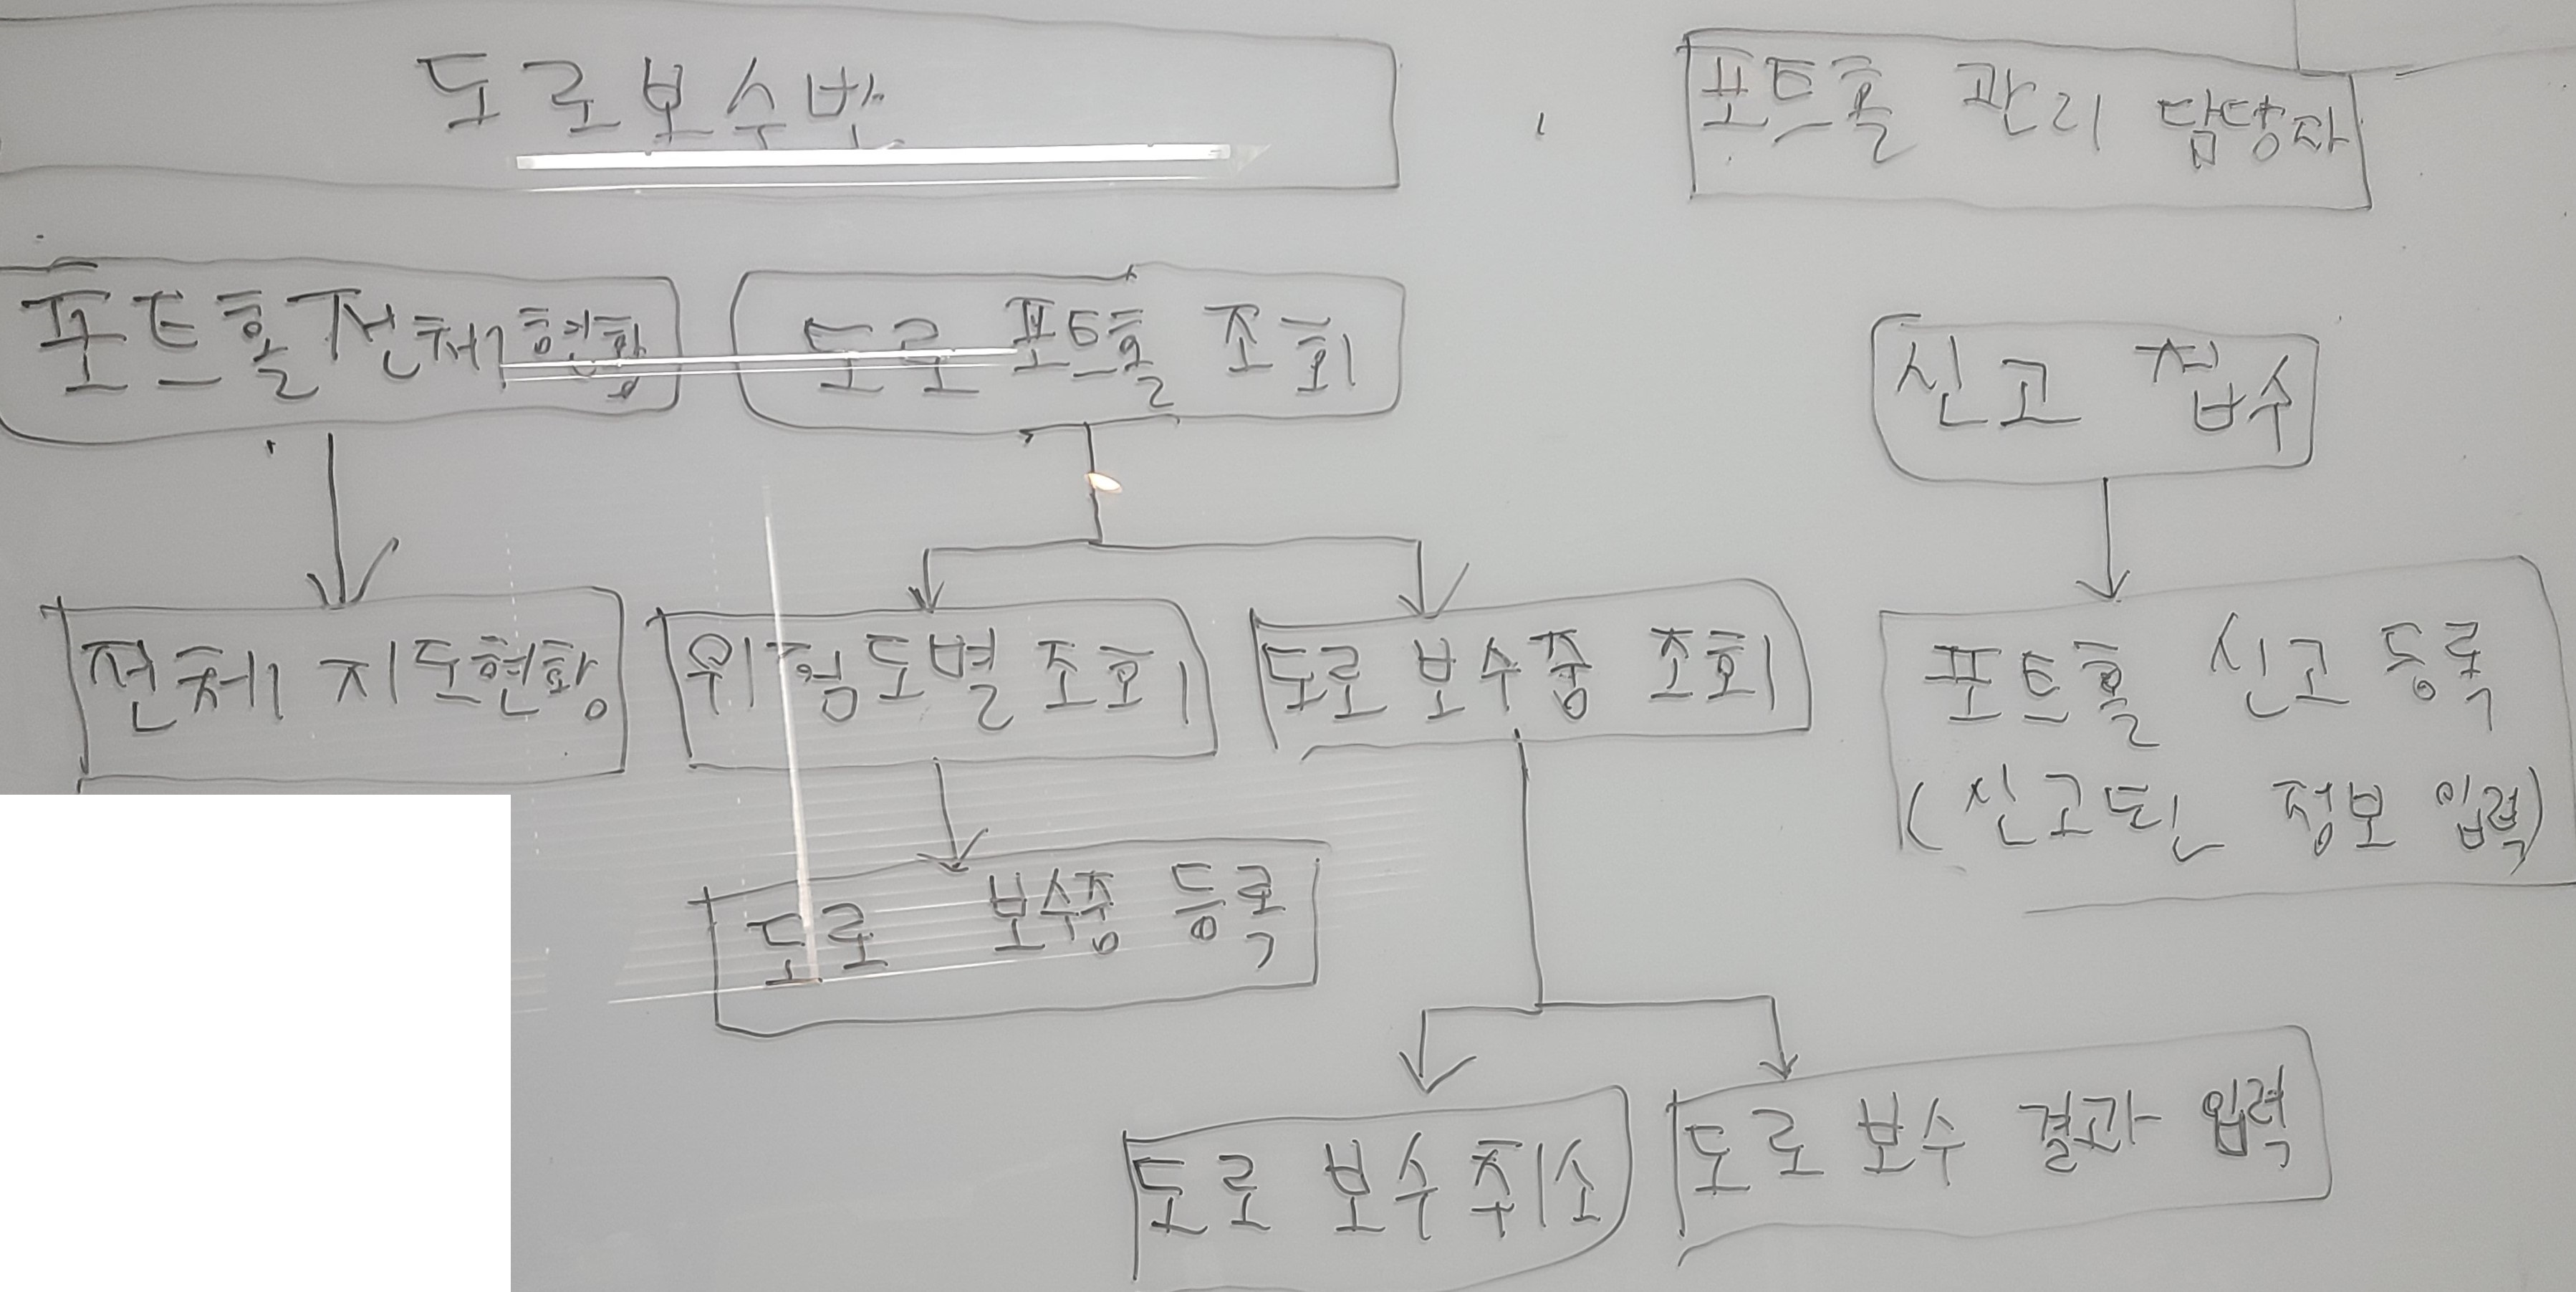 도로보수반
포트홀 관리 담당자
포트홀전체현황
도로 포트홀 조회
신고 접수
전체 지도현황
위험도별 조회
도로 보수중 조회
포트홀 신고 등록
(신고된 정보 입력)
도로 보수중 등록
도로 보수 취소
도로 보수 결과 입력